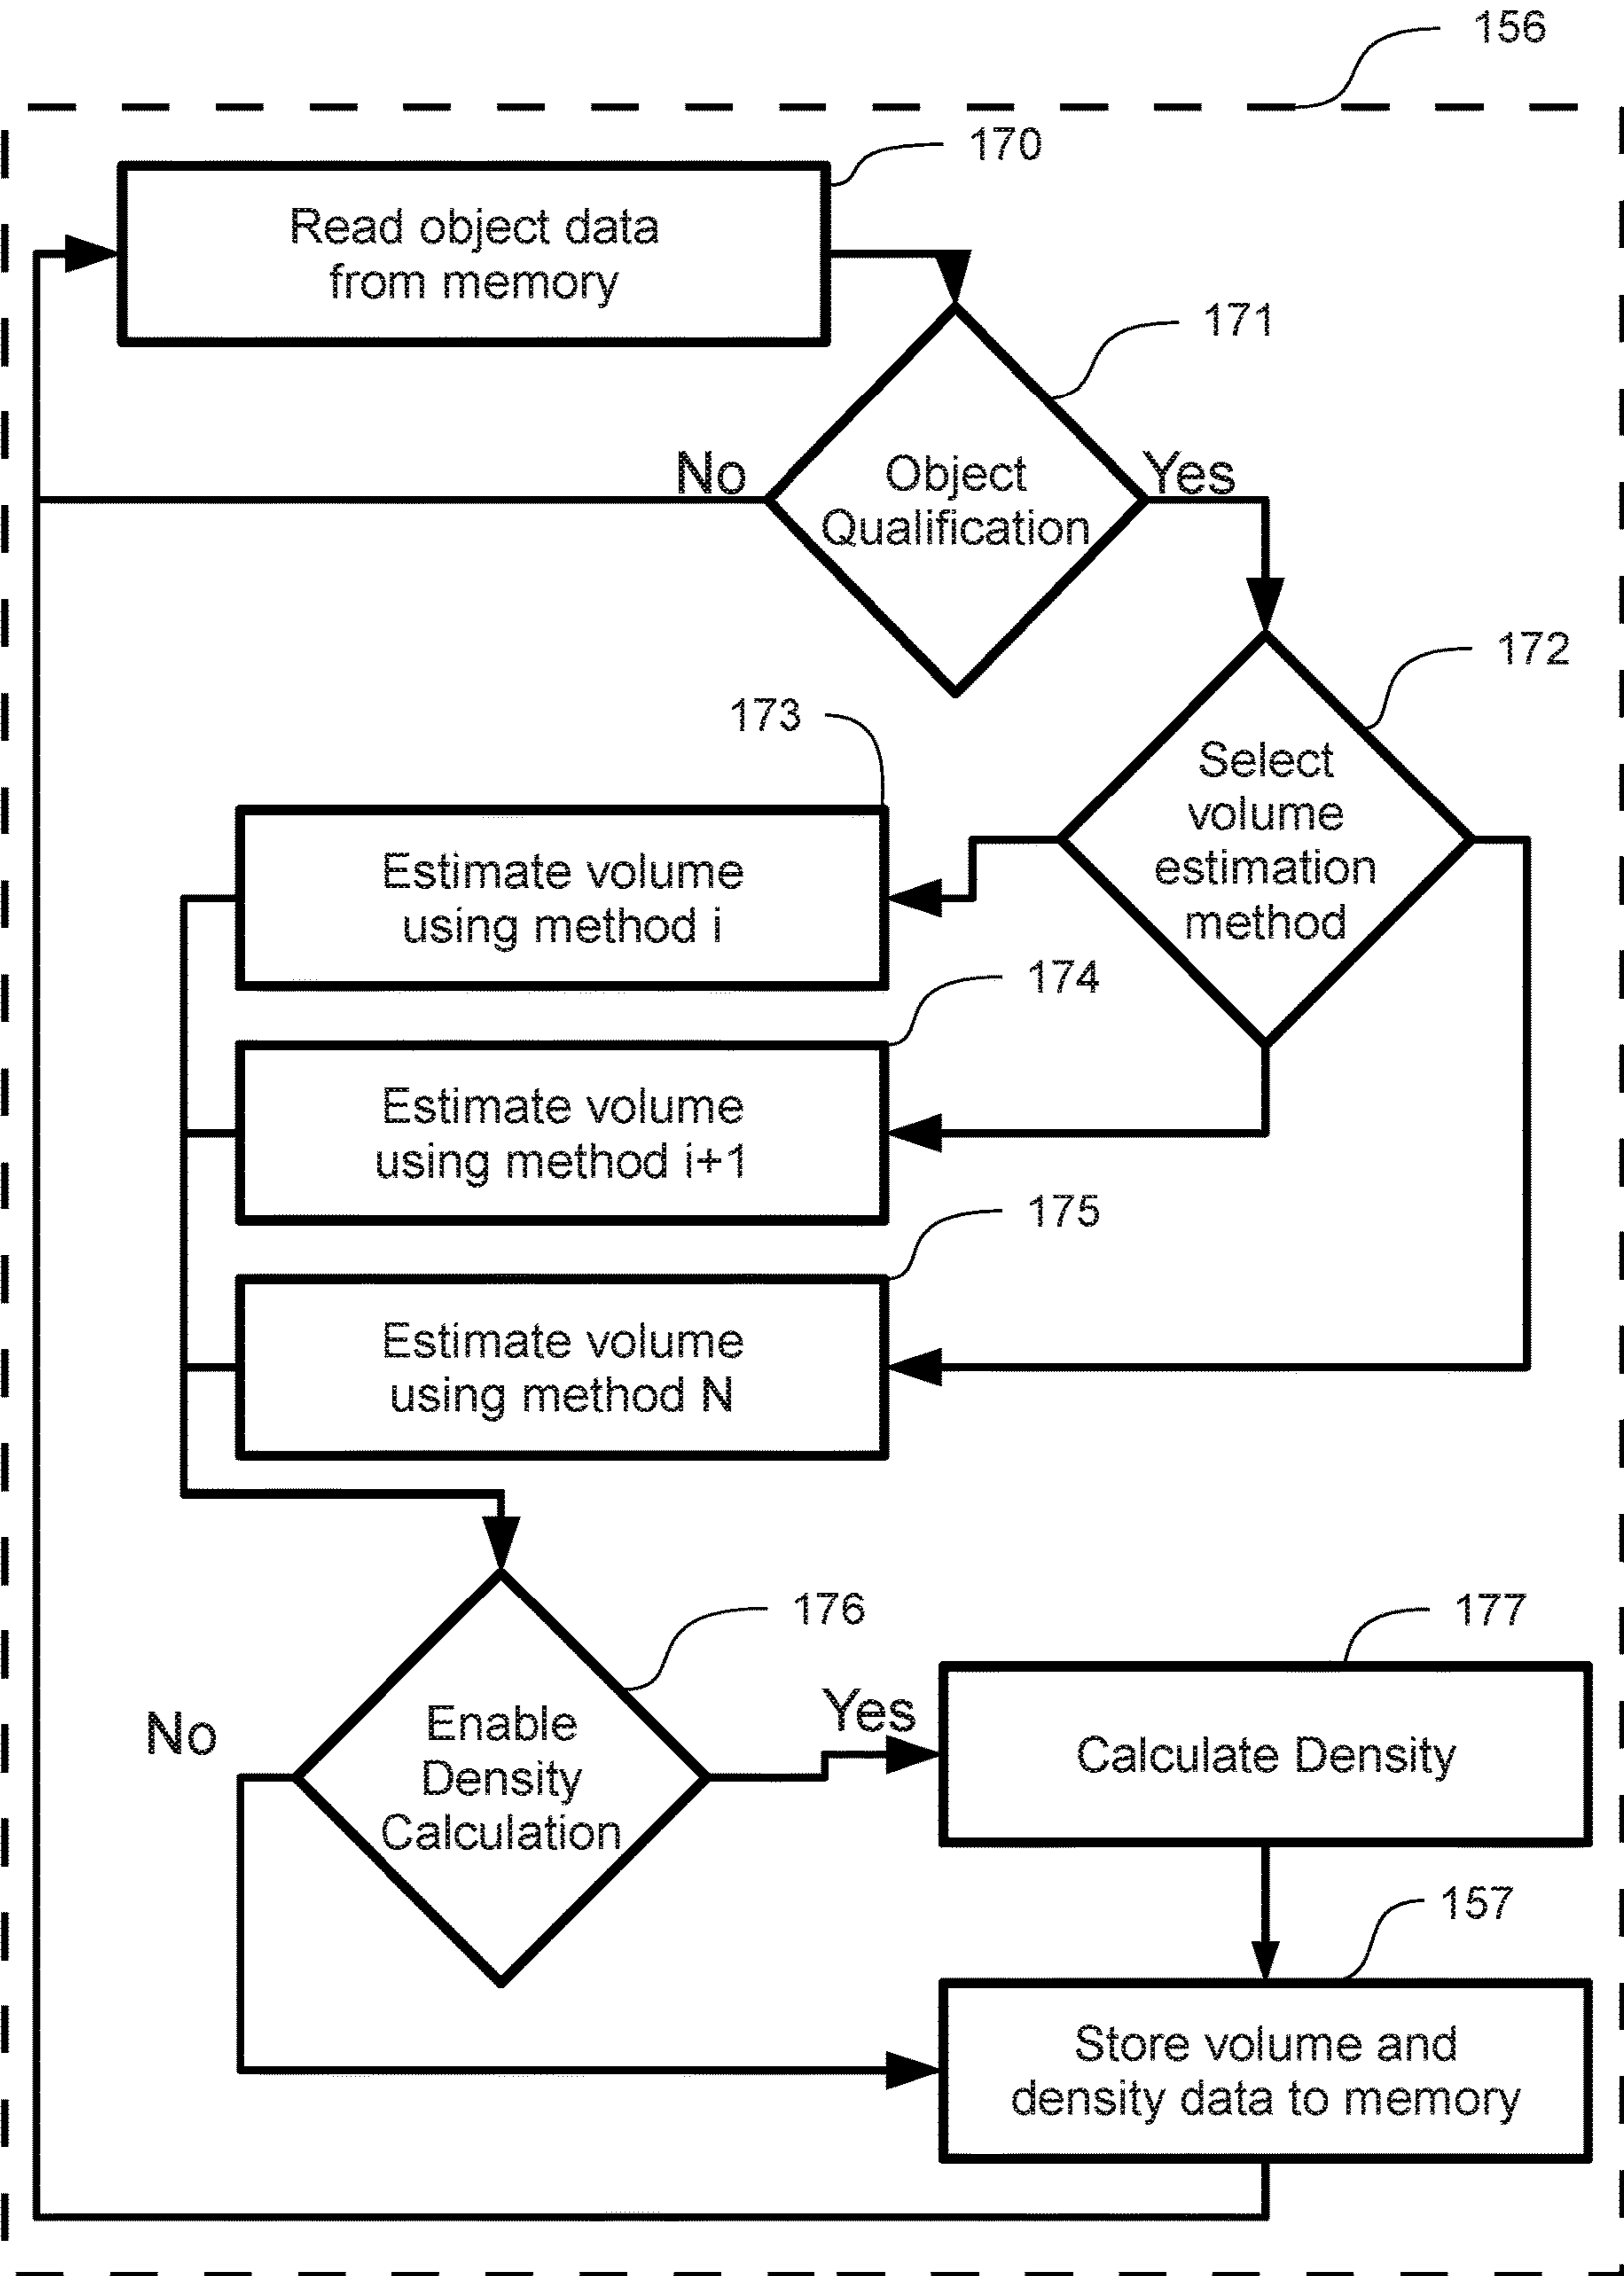 156
170
Read object data
from memory
171
No
Yes
Object
Qualification
172
173
Select
volume
estimation
method
Estimate volume
using method i
174
Estimate volume
using method i+1
175
Estimate volume
using method N
176
177
No
Yes
Enable
Density
Calculation
Calculate Density
157
Store volume and
density data to memory